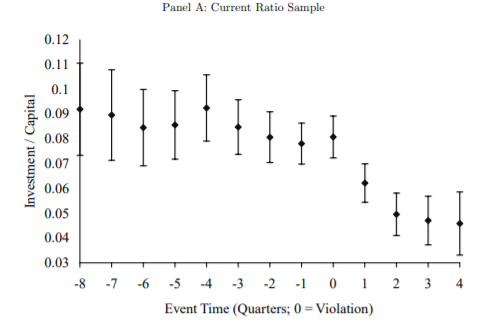 Panel A: Current Ratio Sample
0.12
0.11
0.1
0.09
0.08
0.07
0.06
0.05
0.04
0.03
Investment / Capital
-8 -7 -6 -5 -4 -3 -2 -1 0 1 2 3 4
Event Time (Quarters; 0 = Violation)